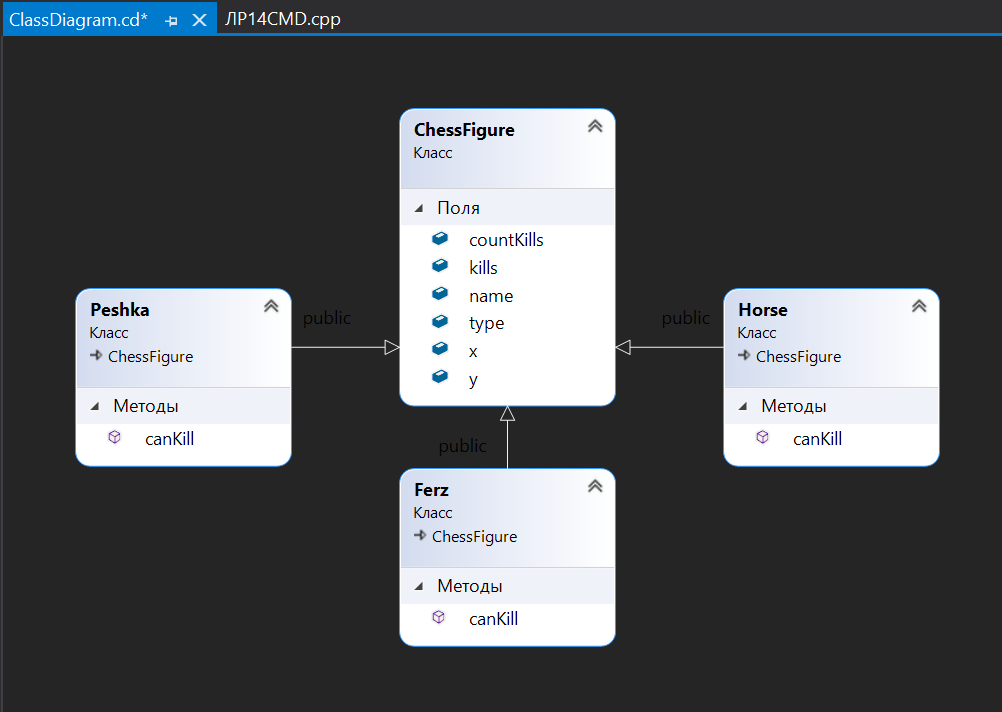 ClassDiagram.cd*
ЛР14CMD.cpp
ChessFigure
Класс
Поля
countKills
kills
name
type
x
y
Peshka
Класс
ChessFigure
Методы
canKill
public
public
Horse
Класс
ChessFigure
Методы
canKill
public
Ferz
Класс
ChessFigure
Методы
canKill